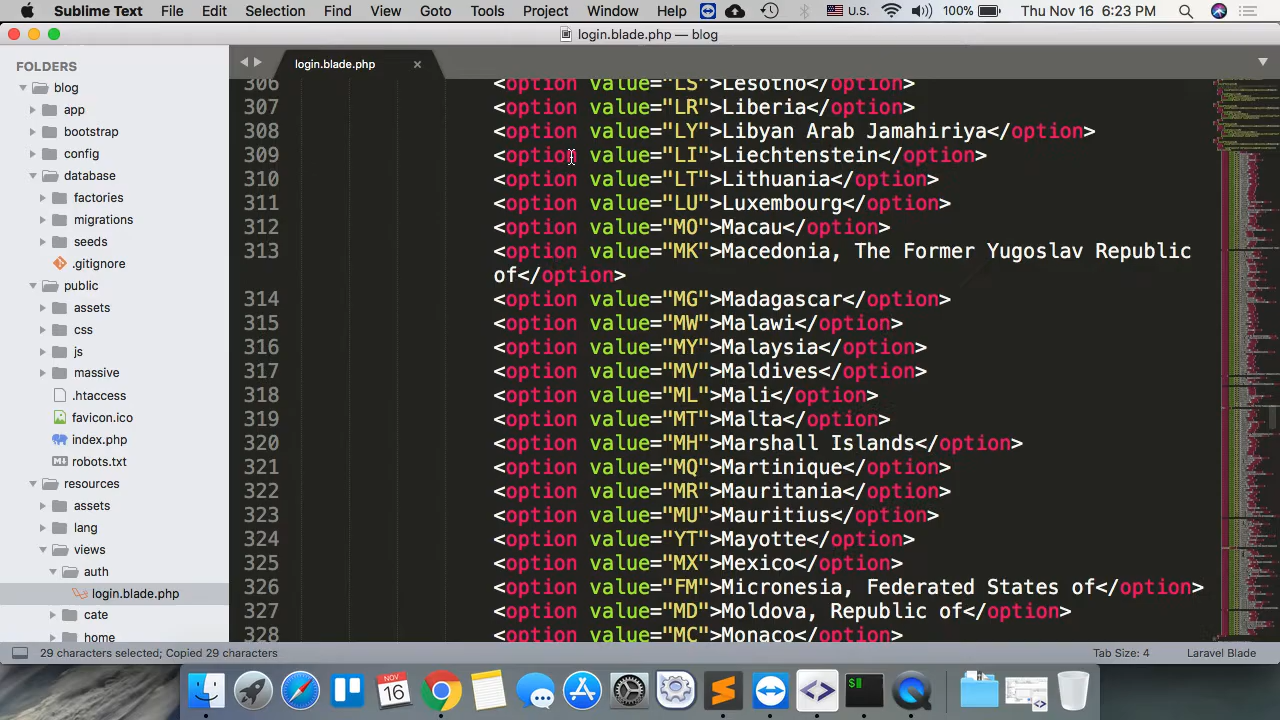 Sublime Text File Edit Selection Find View Goto Tools Project Window Help U.S. 100% Thu Nov 16 6:23 PM
login.blade.php — blog
FOLDERS
blog
app
bootstrap
config
database
factories
migrations
seeds
.gitignore
public
assets
css
js
massive
.htaccess
favicon.ico
index.php
robots.txt
resources
assets
lang
views
auth
login.blade.php
cate
home
login.blade.php
306 <option value="LS">Lesotho</option>
307 <option value="LR">Liberia</option>
308 <option value="LY">Libyan Arab Jamahiriya</option>
309 <option value="LI">Liechtenstein</option>
310 <option value="LT">Lithuania</option>
311 <option value="LU">Luxembourg</option>
312 <option value="MO">Macau</option>
313 <option value="MK">Macedonia, The Former Yugoslav Republic
of</option>
314 <option value="MG">Madagascar</option>
315 <option value="MW">Malawi</option>
316 <option value="MY">Malaysia</option>
317 <option value="MV">Maldives</option>
318 <option value="ML">Mali</option>
319 <option value="MT">Malta</option>
320 <option value="MH">Marshall Islands</option>
321 <option value="MQ">Martinique</option>
322 <option value="MR">Mauritania</option>
323 <option value="MU">Mauritius</option>
324 <option value="YT">Mayotte</option>
325 <option value="MX">Mexico</option>
326 <option value="FM">Micronesia, Federated States of</option>
327 <option value="MD">Moldova, Republic of</option>
328 <option value="MC">Monaco</option>
29 characters selected; Copied 29 characters Tab Size: 4 Laravel Blade
NOV
16